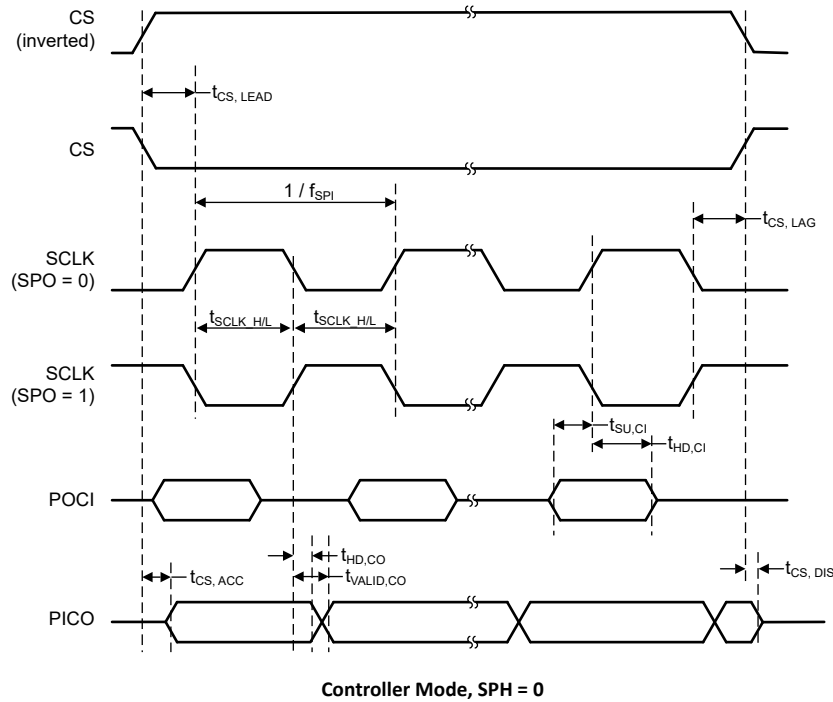 CS
(inverted)
tCS, LEAD
CS
1 / fSPI
tCS, LAG
SCLK
(SPO = 0)
tSCLK_H/L tSCLK_H/L
SCLK
(SPO = 1)
tSU,CI
tHD,CI
POCI
tHD,CO
tCS, ACC tVALID,CO tCS, DIS
PICO
Controller Mode, SPH = 0